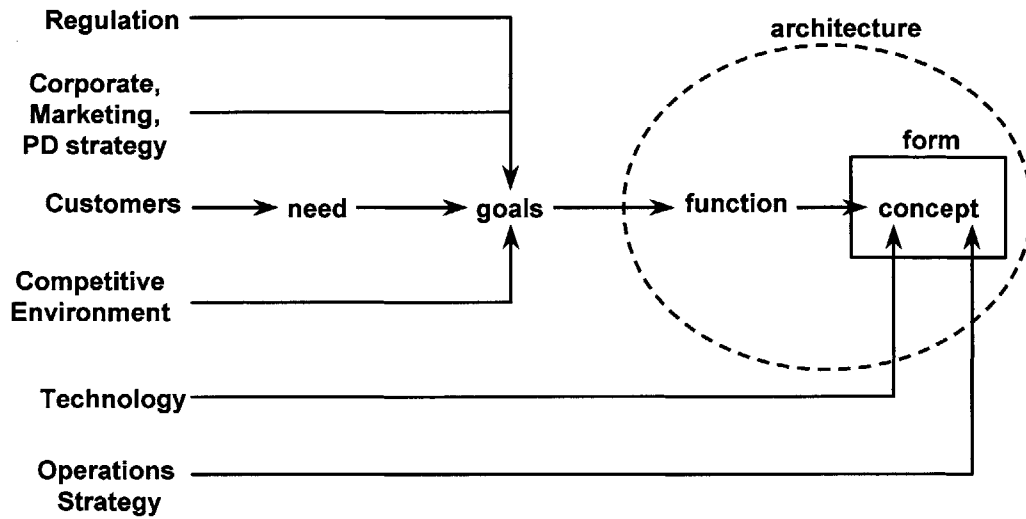 Regulation
architecture
Corporate,
Marketing,
PD strategy
form
Customers
need
goals
function
concept
Competitive
Environment
Technology
Operations
Strategy